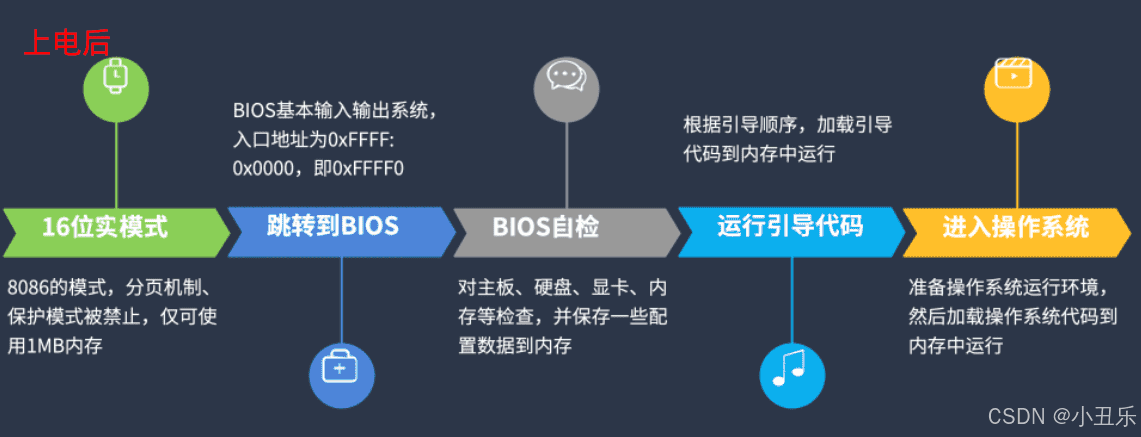 上电后
16位实模式
8086的模式，分页机制、
保护模式被禁止，仅可使
用1MB内存
BIOS基本输入输出系统，
入口地址为0xFFFF:
0x0000，即0xFFFF0
跳转到BIOS
BIOS自检
对主板、硬盘、显卡、内
存等检查，并保存一些配
置数据到内存
根据引导顺序，加载引导
代码到内存中运行
运行引导代码
进入操作系统
准备操作系统运行环境，
然后加载操作系统代码到
内存中运行
CSDN @小丑乐